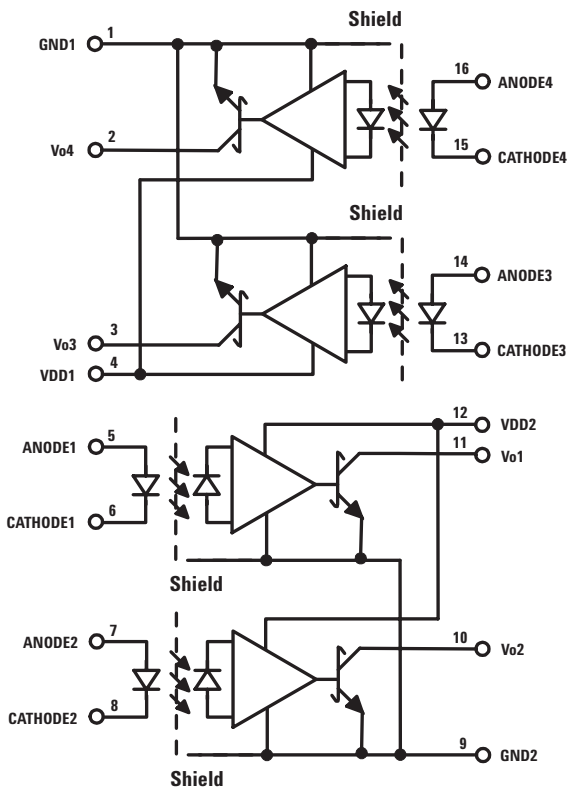 Shield
GND1 1
16 ANODE4
Vo4 2
15 CATHODE4
Shield
14 ANODE3
Vo3 3
13 CATHODE3
VDD1 4
12 VDD2
ANODE1 5
11 Vo1
CATHODE1 6
Shield
ANODE2 7
10 Vo2
CATHODE2 8
9 GND2
Shield